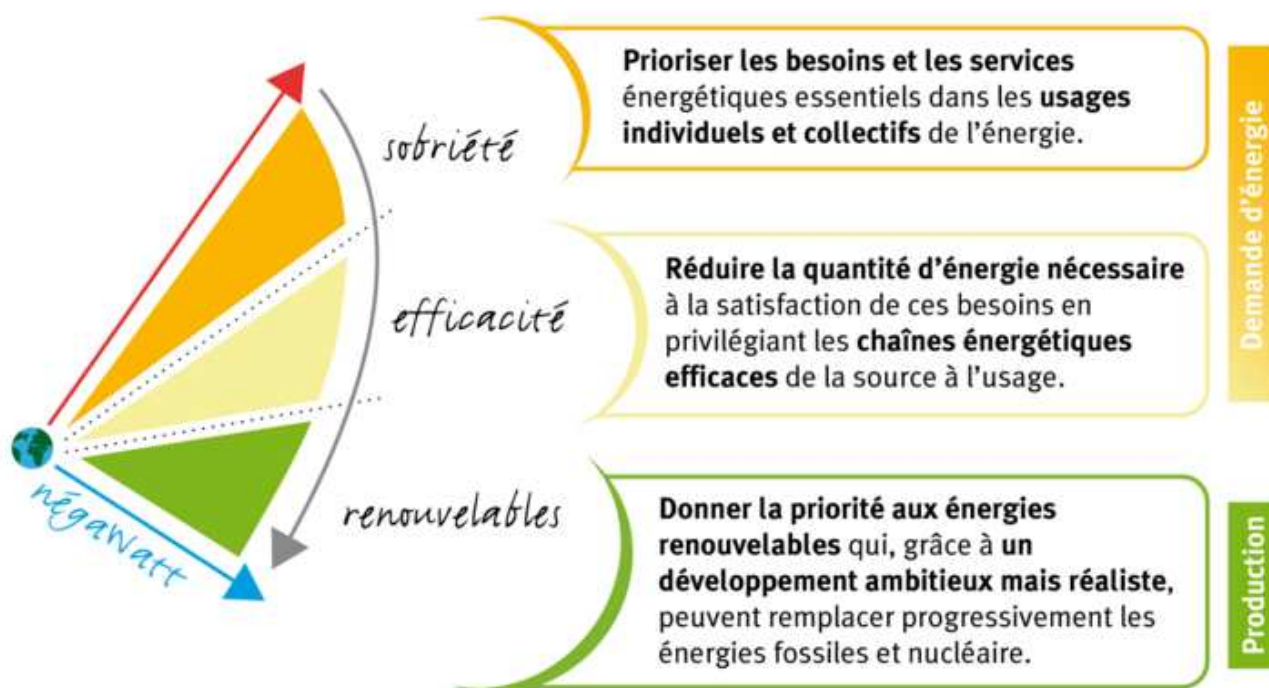 Prioriser les besoins et les services
énergétiques essentiels dans les usages
individuels et collectifs de l'énergie.
sobriété
Demande d'énergie
Réduire la quantité d'énergie nécessaire
à la satisfaction de ces besoins en
privilégiant les chaînes énergétiques
efficaces de la source à l'usage.
efficacité
négaWatt
renouvelables
Donner la priorité aux énergies
renouvelables qui, grâce à un
développement ambitieux mais réaliste,
peuvent remplacer progressivement les
énergies fossiles et nucléaire.
Production